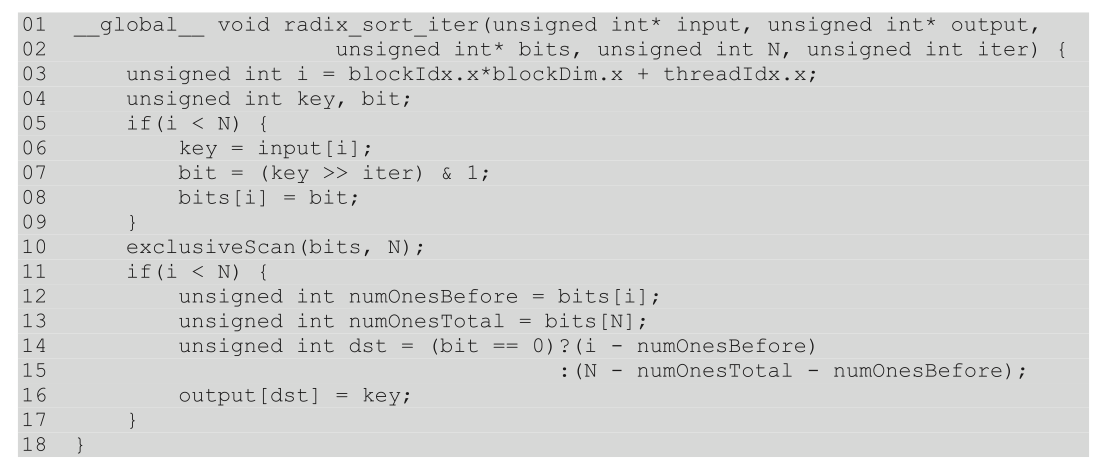 01 __global__ void radix_sort_iter(unsigned int* input, unsigned int* output,
02 unsigned int* bits, unsigned int N, unsigned int iter) {
03 unsigned int i = blockIdx.x*blockDim.x + threadIdx.x;
04 unsigned int key, bit;
05 if(i < N) {
06 key = input[i];
07 bit = (key >> iter) & 1;
08 bits[i] = bit;
09 }
10 exclusiveScan(bits, N);
11 if(i < N) {
12 unsigned int numOnesBefore = bits[i];
13 unsigned int numOnesTotal = bits[N];
14 unsigned int dst = (bit == 0)?(i - numOnesBefore)
15 :(N - numOnesTotal - numOnesBefore);
16 output[dst] = key;
17 }
18 }